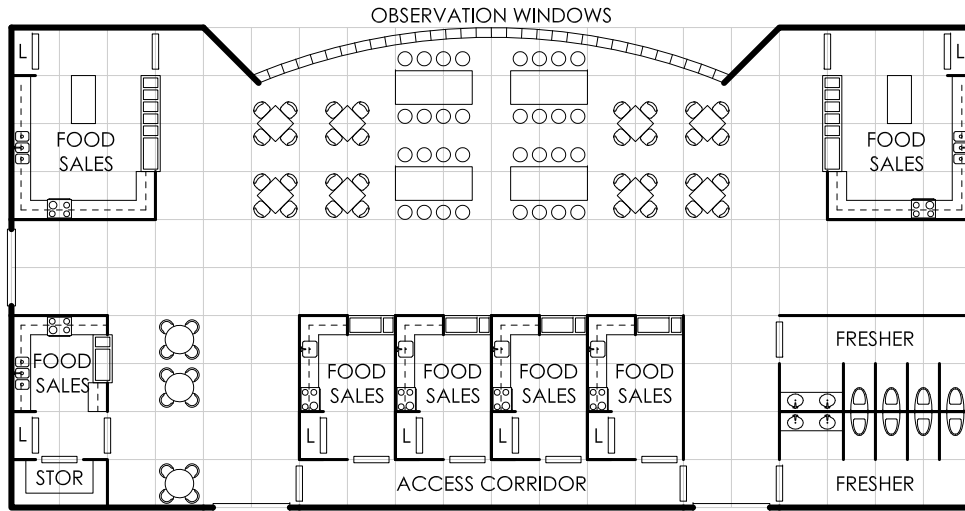 OBSERVATION WINDOWS
L
L
FOOD
SALES
FOOD
SALES
FRESHER
FOOD
SALES
FOOD
SALES
FOOD
SALES
FOOD
SALES
FOOD
SALES
L
L
L
L
L
STOR
ACCESS CORRIDOR
FRESHER